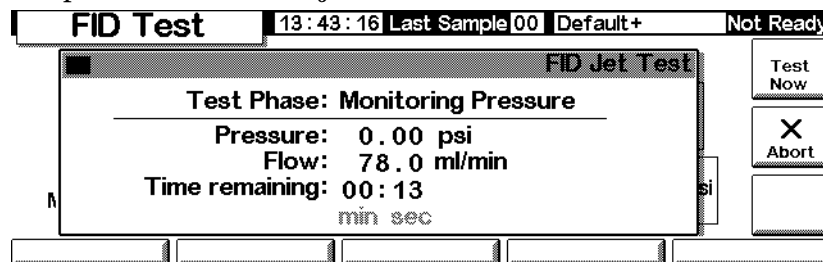 FID Test 13:43:16 Last Sample 00 Default+ Not Ready
FID Jet Test
Test Now
Test Phase: Monitoring Pressure
Pressure: 0.00 psi
Flow: 78.0 ml/min
Time remaining: 00:13
min sec
Abort
si